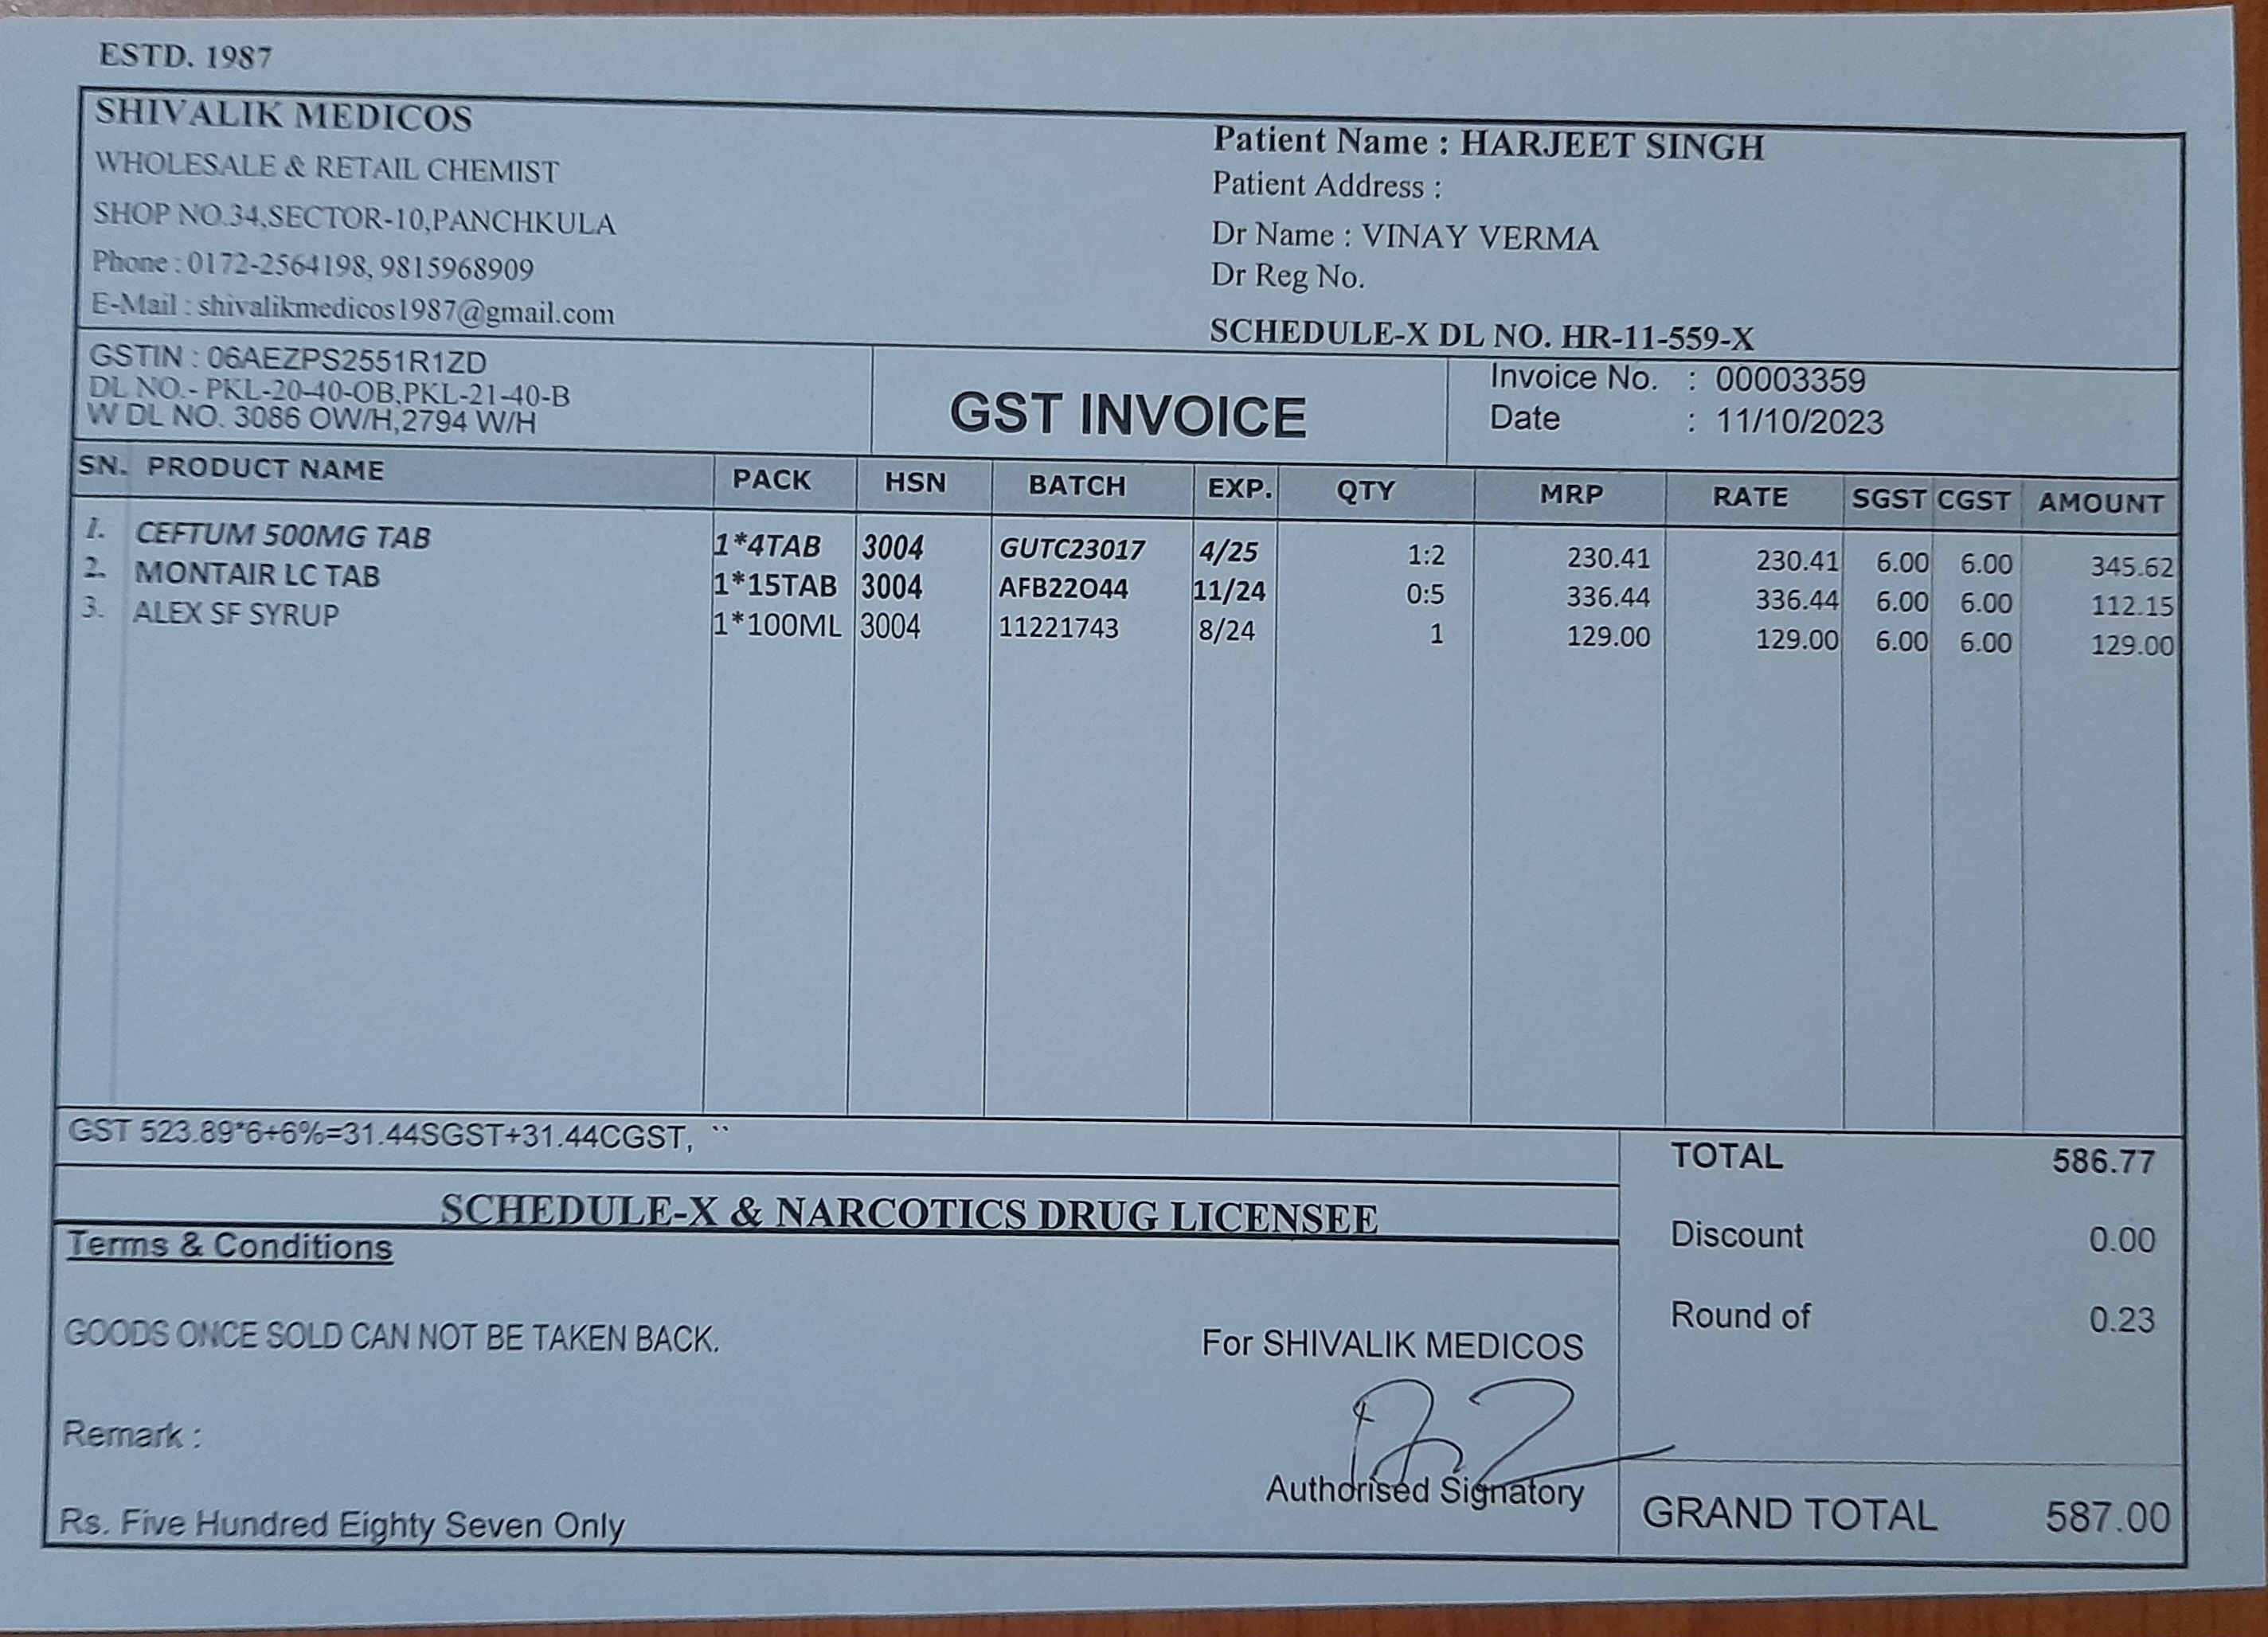 ESTD. 1987
SHIVALIK MEDICOS
WHOLESALE & RETAIL CHEMIST
SHOP NO.34,SECTOR-10,PANCHKULA
Phone : 0172-2564198, 9815968909
E-Mail : shivalikmedicos1987@gmail.com
Patient Name : HARJEET SINGH
Patient Address :
Dr Name : VINAY VERMA
Dr Reg No.
SCHEDULE-X DL NO. HR-11-559-X
GSTIN : 06AEZPS2551R1ZD
DL NO.- PKL-20-40-OB,PKL-21-40-B
W DL NO. 3086 OW/H,2794 W/H
GST INVOICE
Invoice No. : 00003359
Date : 11/10/2023
SN. PRODUCT NAME PACK HSN BATCH EXP. QTY MRP RATE SGST CGST AMOUNT
1. CEFTUM 500MG TAB 1*4TAB 3004 GUTC23017 4/25 1:2 230.41 230.41 6.00 6.00 345.62
2. MONTAIR LC TAB 1*15TAB 3004 AFB22O44 11/24 0:5 336.44 336.44 6.00 6.00 112.15
3. ALEX SF SYRUP 1*100ML 3004 11221743 8/24 1 129.00 129.00 6.00 6.00 129.00
GST 523.89*6+6%=31.44SGST+31.44CGST, ``
SCHEDULE-X & NARCOTICS DRUG LICENSEE
Terms & Conditions
GOODS ONCE SOLD CAN NOT BE TAKEN BACK.
Remark :
Rs. Five Hundred Eighty Seven Only
For SHIVALIK MEDICOS
Authorised Signatory
TOTAL 586.77
Discount 0.00
Round of 0.23
GRAND TOTAL 587.00